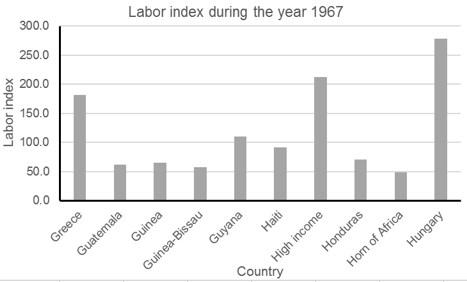 Labor index during the year 1967
300.0
250.0
200.0
150.0
100.0
50.0
0.0
Labor index
Greece
Guatemala
Guinea
Guinea-Bissau
Guyana
Haiti
High income
Honduras
Horn of Africa
Hungary
Country